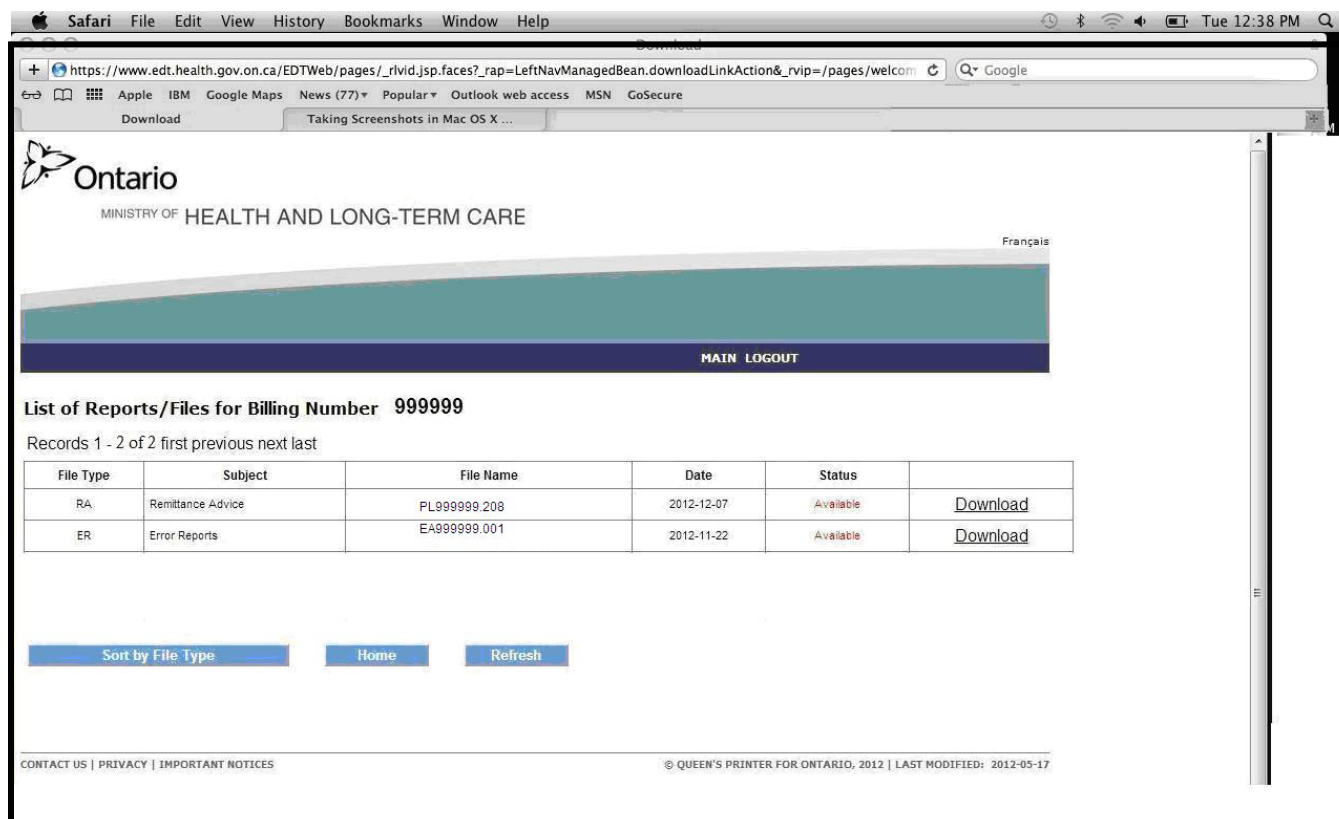 Safari File Edit View History Bookmarks Window Help Tue 12:38 PM
Download
https://www.edt.health.gov.on.ca/EDTWeb/pages/_rlvid.jsp.faces?_rap=LeftNavManagedBean.downloadLinkAction&_rvip=/pages/welcom Google
Apple IBM Google Maps News (77) Popular Outlook web access MSN GoSecure
Download Taking Screenshots in Mac OS X ...
Ontario
MINISTRY OF HEALTH AND LONG-TERM CARE
Français
MAIN LOGOUT
List of Reports/Files for Billing Number 999999
Records 1 - 2 of 2 first previous next last
File Type Subject File Name Date Status
RA Remittance Advice PL999999.208 2012-12-07 Available Download
ER Error Reports EA999999.001 2012-11-22 Available Download
Sort by File Type Home Refresh
CONTACT US | PRIVACY | IMPORTANT NOTICES © QUEEN'S PRINTER FOR ONTARIO, 2012 | LAST MODIFIED: 2012-05-17